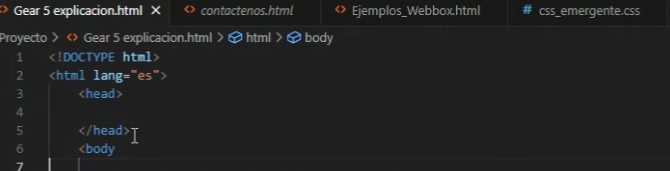 Gear 5 explicacion.html contactenos.html Ejemplos_Webbox.html # css_emergente.css
Proyecto > Gear 5 explicacion.html > html > body
1 <!DOCTYPE html>
2 <html lang="es">
3 <head>
4
5 </head>
6 <body
7